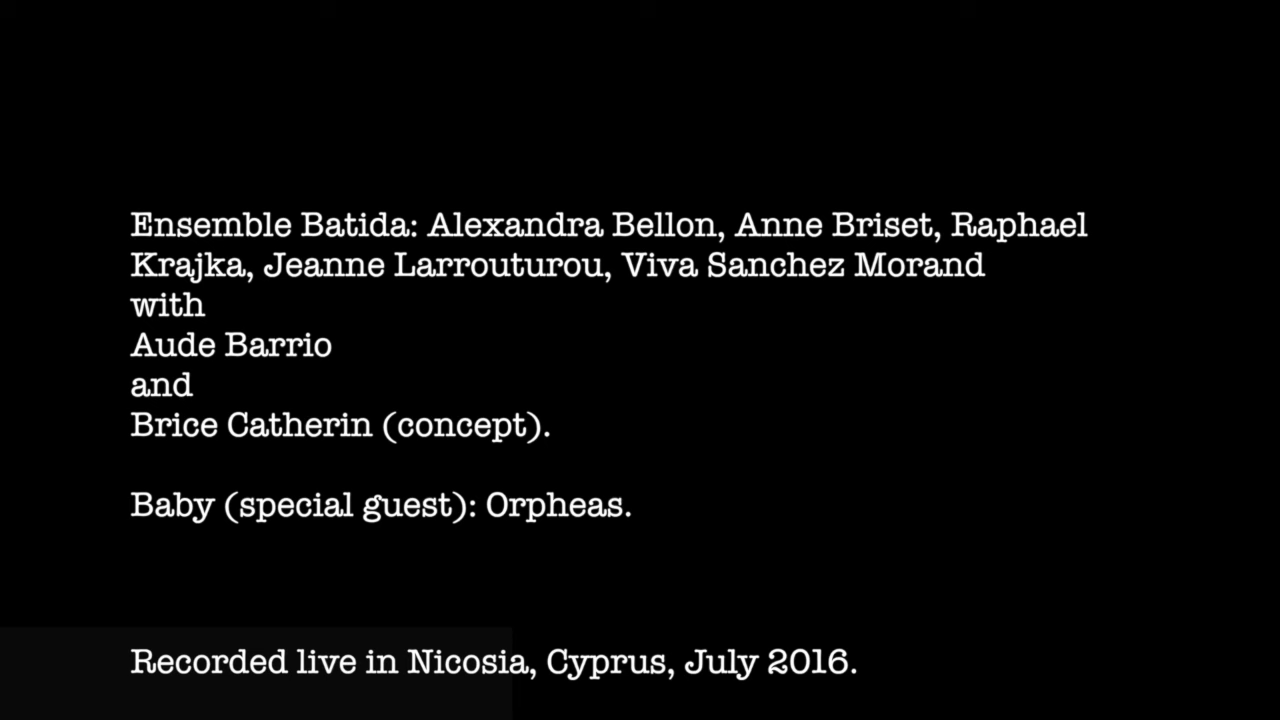 Ensemble Batida: Alexandra Bellon, Anne Briset, Raphael
Krajka, Jeanne Larrouturou, Viva Sanchez Morand
with
Aude Barrio
and
Brice Catherin (concept).
Baby (special guest): Orpheas.
Recorded live in Nicosia, Cyprus, July 2016.